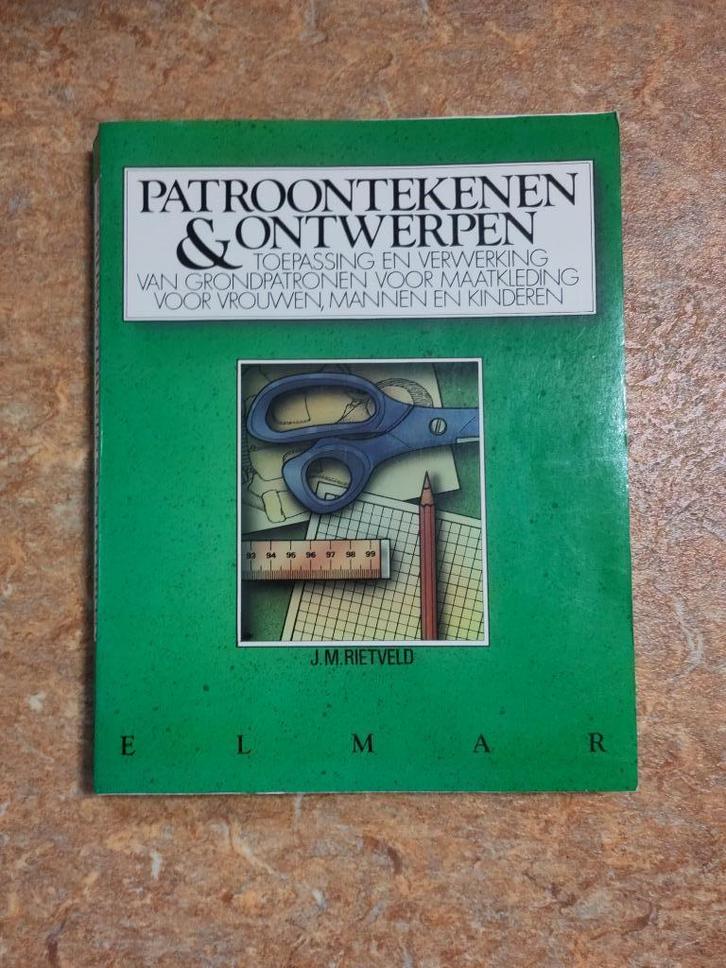 PATROONTEKENEN
& ONTWERPEN
TOEPASSING EN VERWERKING
VAN GRONDPATRONEN VOOR MAATKLEDING
VOOR VROUWEN, MANNEN EN KINDEREN
93 94 95 96 97 98 99
J.M. RIETVELD
E L M A R